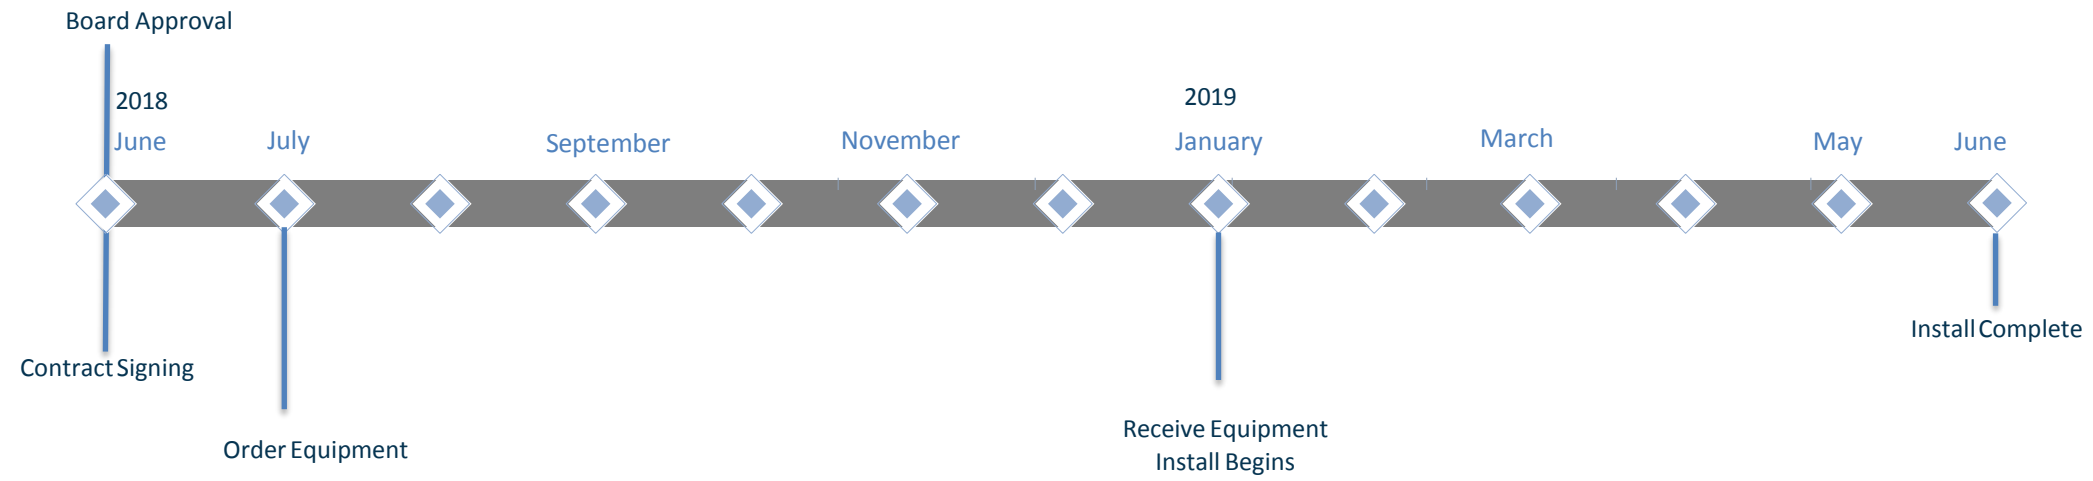 Board Approval
2018
2019
June
July
September
November
January
March
May
June
Contract Signing
Order Equipment
Receive Equipment
Install Begins
Install Complete